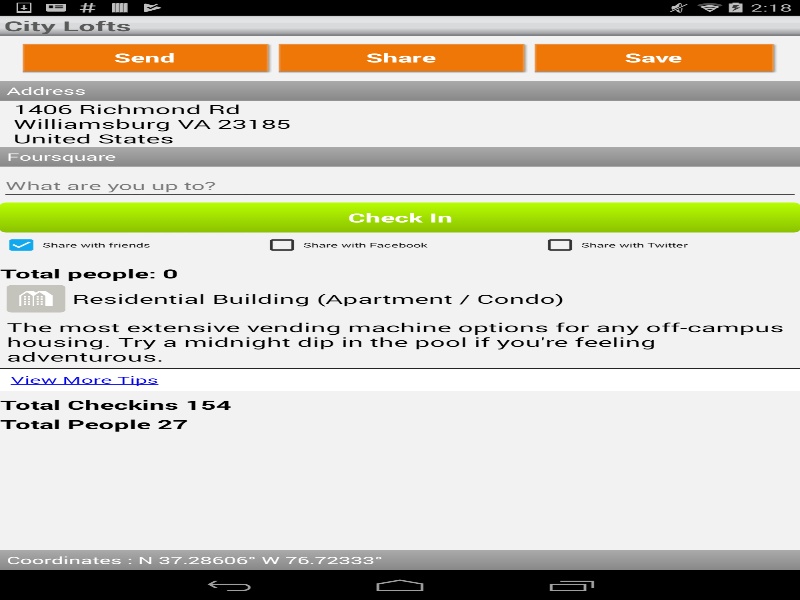 2:18
City Lofts
Send Share Save
Address
1406 Richmond Rd
Williamsburg VA 23185
United States
Foursquare
What are you up to?
Check In
Share with friends Share with Facebook Share with Twitter
Total people: 0
Residential Building (Apartment / Condo)
The most extensive vending machine options for any off-campus
housing. Try a midnight dip in the pool if you're feeling
adventurous.
View More Tips
Total Checkins 154
Total People 27
Coordinates : N 37.28606° W 76.72333°